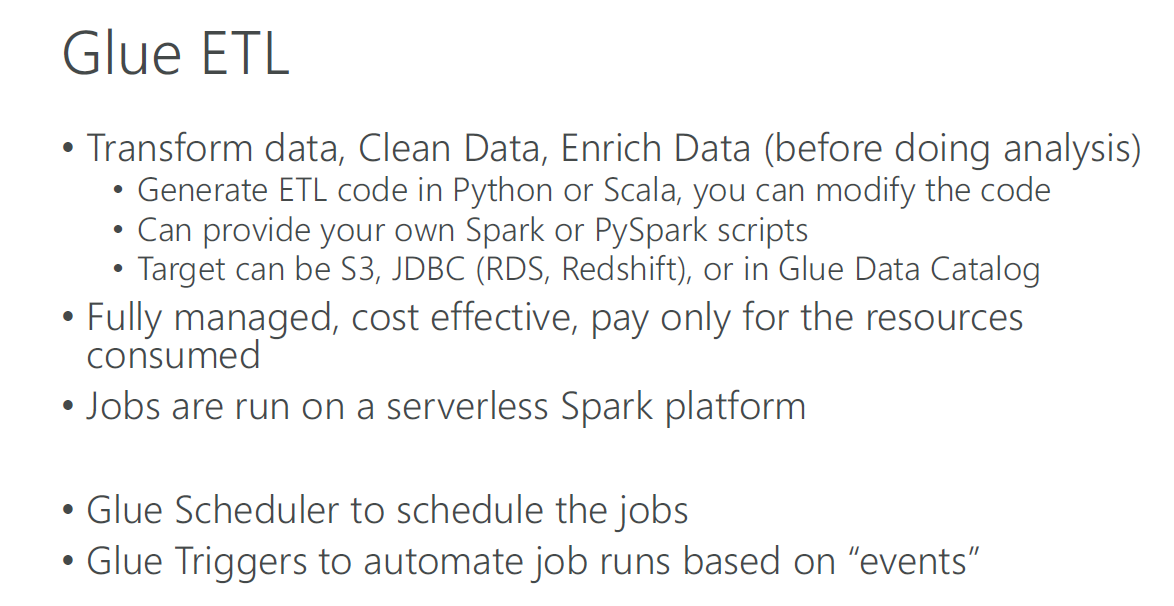 Glue ETL
• Transform data, Clean Data, Enrich Data (before doing analysis)
• Generate ETL code in Python or Scala, you can modify the code
• Can provide your own Spark or PySpark scripts
• Target can be S3, JDBC (RDS, Redshift), or in Glue Data Catalog
• Fully managed, cost effective, pay only for the resources
consumed
• Jobs are run on a serverless Spark platform
• Glue Scheduler to schedule the jobs
• Glue Triggers to automate job runs based on “events”